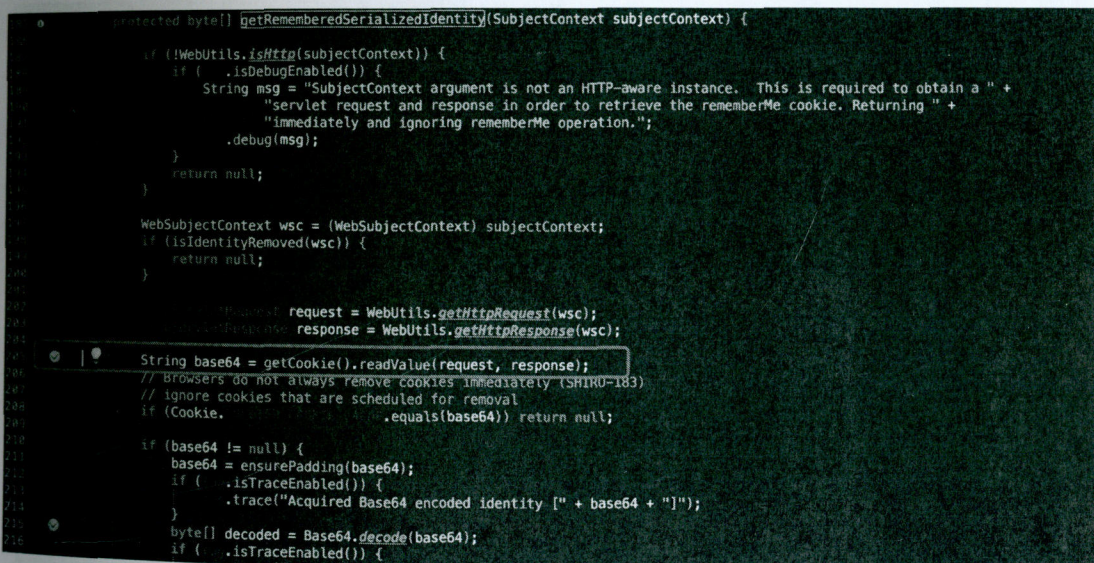 protected byte[] getRememberedSerializedIdentity(SubjectContext subjectContext) {
if (!WebUtils.isHttp(subjectContext)) {
if ( .isDebugEnabled()) {
String msg = "SubjectContext argument is not an HTTP-aware instance.  This is required to obtain a " +
"servlet request and response in order to retrieve the rememberMe cookie. Returning " +
"immediately and ignoring rememberMe operation.";
.debug(msg);
}
return null;
}
WebSubjectContext wsc = (WebSubjectContext) subjectContext;
if (isIdentityRemoved(wsc)) {
return null;
}
request = WebUtils.getHttpRequest(wsc);
response = WebUtils.getHttpResponse(wsc);
String base64 = getCookie().readValue(request, response);
// Browsers do not always remove cookies immediately (SHIRO-183)
// ignore cookies that are scheduled for removal
if (Cookie. .equals(base64)) return null;
if (base64 != null) {
base64 = ensurePadding(base64);
if ( .isTraceEnabled()) {
.trace("Acquired Base64 encoded identity [" + base64 + "]");
}
215 byte[] decoded = Base64.decode(base64);
216 if ( .isTraceEnabled()) {